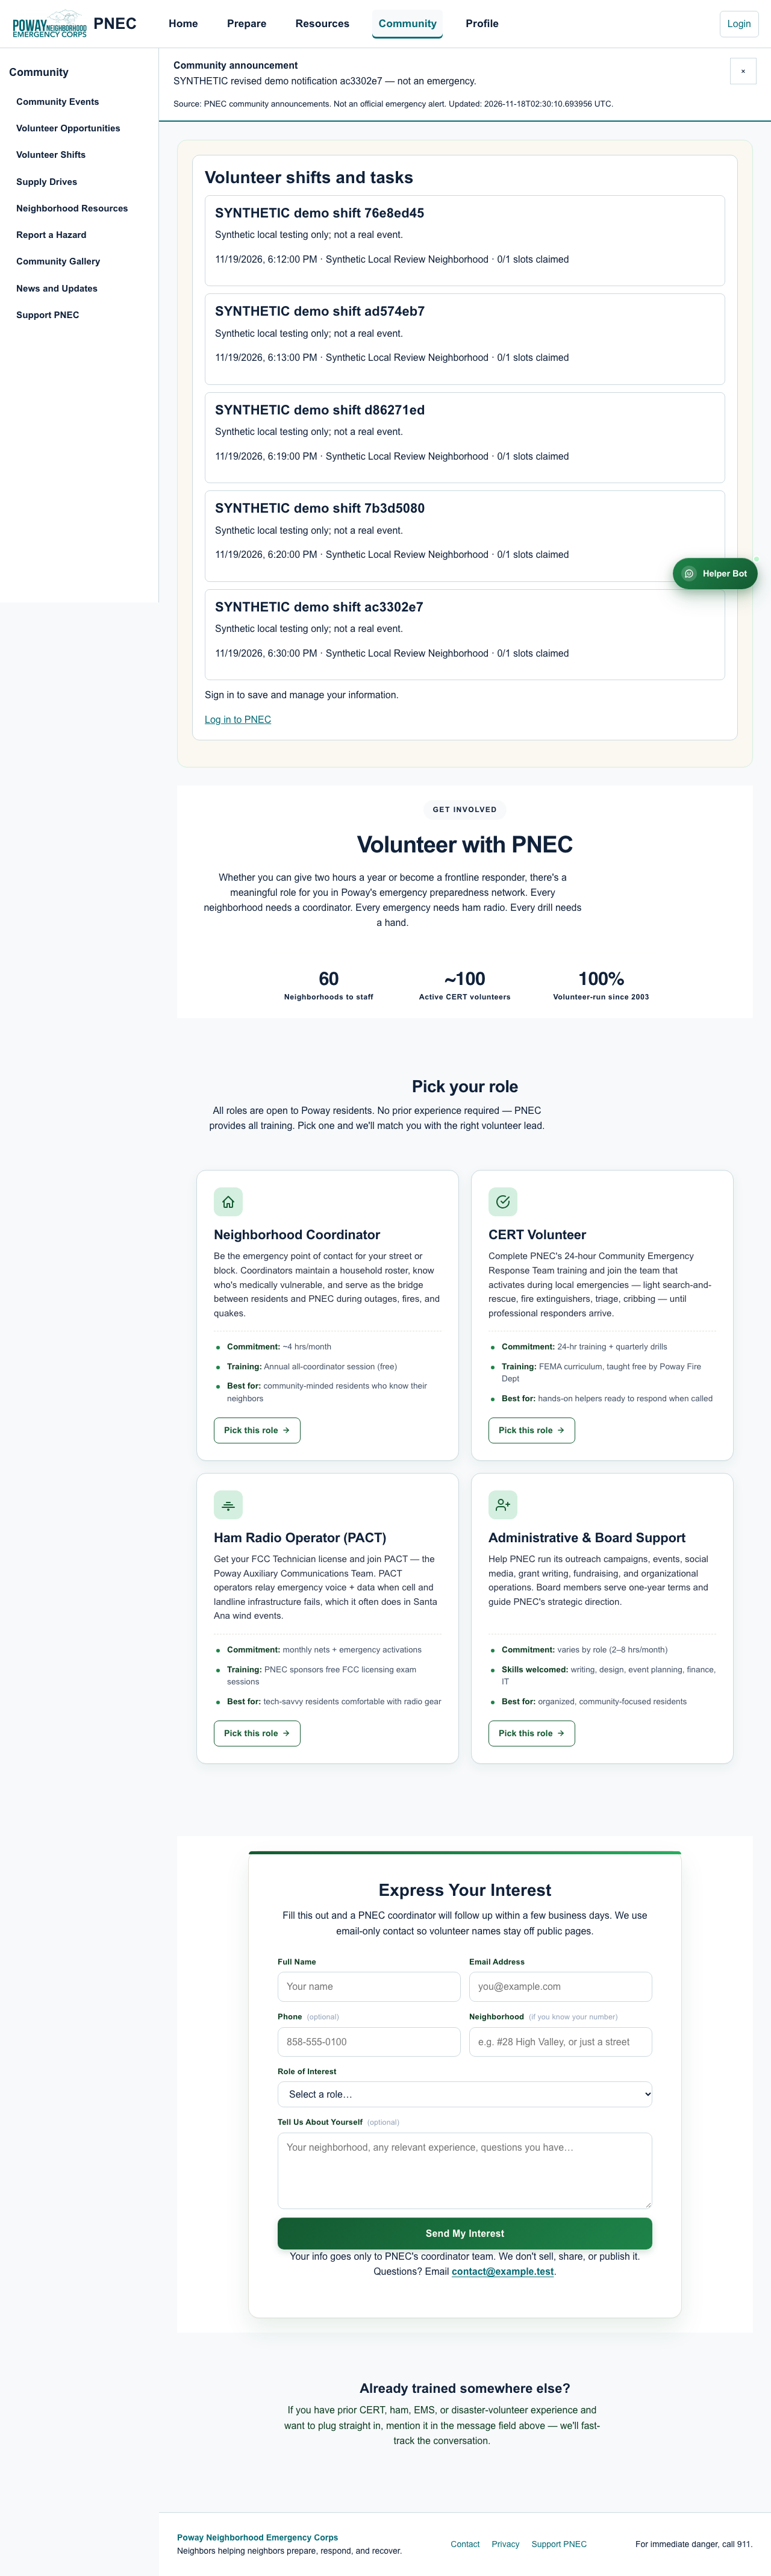 POWAY NEIGHBORHOOD
EMERGENCY CORPS
PNEC
Home
Prepare
Resources
Community
Profile
Login
Community
Community Events
Volunteer Opportunities
Volunteer Shifts
Supply Drives
Neighborhood Resources
Report a Hazard
Community Gallery
News and Updates
Support PNEC
Community announcement
SYNTHETIC revised demo notification ac3302e7 — not an emergency.
Source: PNEC community announcements. Not an official emergency alert. Updated: 2026-11-18T02:30:10.693956 UTC.
×
Volunteer shifts and tasks
SYNTHETIC demo shift 76e8ed45
Synthetic local testing only; not a real event.
11/19/2026, 6:12:00 PM · Synthetic Local Review Neighborhood · 0/1 slots claimed
SYNTHETIC demo shift ad574eb7
Synthetic local testing only; not a real event.
11/19/2026, 6:13:00 PM · Synthetic Local Review Neighborhood · 0/1 slots claimed
SYNTHETIC demo shift d86271ed
Synthetic local testing only; not a real event.
11/19/2026, 6:19:00 PM · Synthetic Local Review Neighborhood · 0/1 slots claimed
SYNTHETIC demo shift 7b3d5080
Synthetic local testing only; not a real event.
11/19/2026, 6:20:00 PM · Synthetic Local Review Neighborhood · 0/1 slots claimed
Helper Bot
SYNTHETIC demo shift ac3302e7
Synthetic local testing only; not a real event.
11/19/2026, 6:30:00 PM · Synthetic Local Review Neighborhood · 0/1 slots claimed
Sign in to save and manage your information.
Log in to PNEC
GET INVOLVED
Volunteer with PNEC
Whether you can give two hours a year or become a frontline responder, there's a
meaningful role for you in Poway's emergency preparedness network. Every
neighborhood needs a coordinator. Every emergency needs ham radio. Every drill needs
a hand.
60
Neighborhoods to staff
~100
Active CERT volunteers
100%
Volunteer-run since 2003
Pick your role
All roles are open to Poway residents. No prior experience required — PNEC
provides all training. Pick one and we'll match you with the right volunteer lead.
Neighborhood Coordinator
Be the emergency point of contact for your street or
block. Coordinators maintain a household roster, know
who's medically vulnerable, and serve as the bridge
between residents and PNEC during outages, fires, and
quakes.
Commitment: ~4 hrs/month
Training: Annual all-coordinator session (free)
Best for: community-minded residents who know their
neighbors
Pick this role →
CERT Volunteer
Complete PNEC's 24-hour Community Emergency
Response Team training and join the team that
activates during local emergencies — light search-and-
rescue, fire extinguishers, triage, cribbing — until
professional responders arrive.
Commitment: 24-hr training + quarterly drills
Training: FEMA curriculum, taught free by Poway Fire
Dept
Best for: hands-on helpers ready to respond when called
Pick this role →
Ham Radio Operator (PACT)
Get your FCC Technician license and join PACT — the
Poway Auxiliary Communications Team. PACT
operators relay emergency voice + data when cell and
landline infrastructure fails, which it often does in Santa
Ana wind events.
Commitment: monthly nets + emergency activations
Training: PNEC sponsors free FCC licensing exam
sessions
Best for: tech-savvy residents comfortable with radio gear
Pick this role →
Administrative & Board Support
Help PNEC run its outreach campaigns, events, social
media, grant writing, fundraising, and organizational
operations. Board members serve one-year terms and
guide PNEC's strategic direction.
Commitment: varies by role (2–8 hrs/month)
Skills welcomed: writing, design, event planning, finance,
IT
Best for: organized, community-focused residents
Pick this role →
Express Your Interest
Fill this out and a PNEC coordinator will follow up within a few business days. We use
email-only contact so volunteer names stay off public pages.
Full Name
Your name
Email Address
you@example.com
Phone (optional)
858-555-0100
Neighborhood (if you know your number)
e.g. #28 High Valley, or just a street
Role of Interest
Select a role…
Tell Us About Yourself (optional)
Your neighborhood, any relevant experience, questions you have…
Send My Interest
Your info goes only to PNEC's coordinator team. We don't sell, share, or publish it.
Questions? Email contact@example.test.
Already trained somewhere else?
If you have prior CERT, ham, EMS, or disaster-volunteer experience and
want to plug straight in, mention it in the message field above — we'll fast-
track the conversation.
Poway Neighborhood Emergency Corps
Neighbors helping neighbors prepare, respond, and recover.
Contact
Privacy
Support PNEC
For immediate danger, call 911.